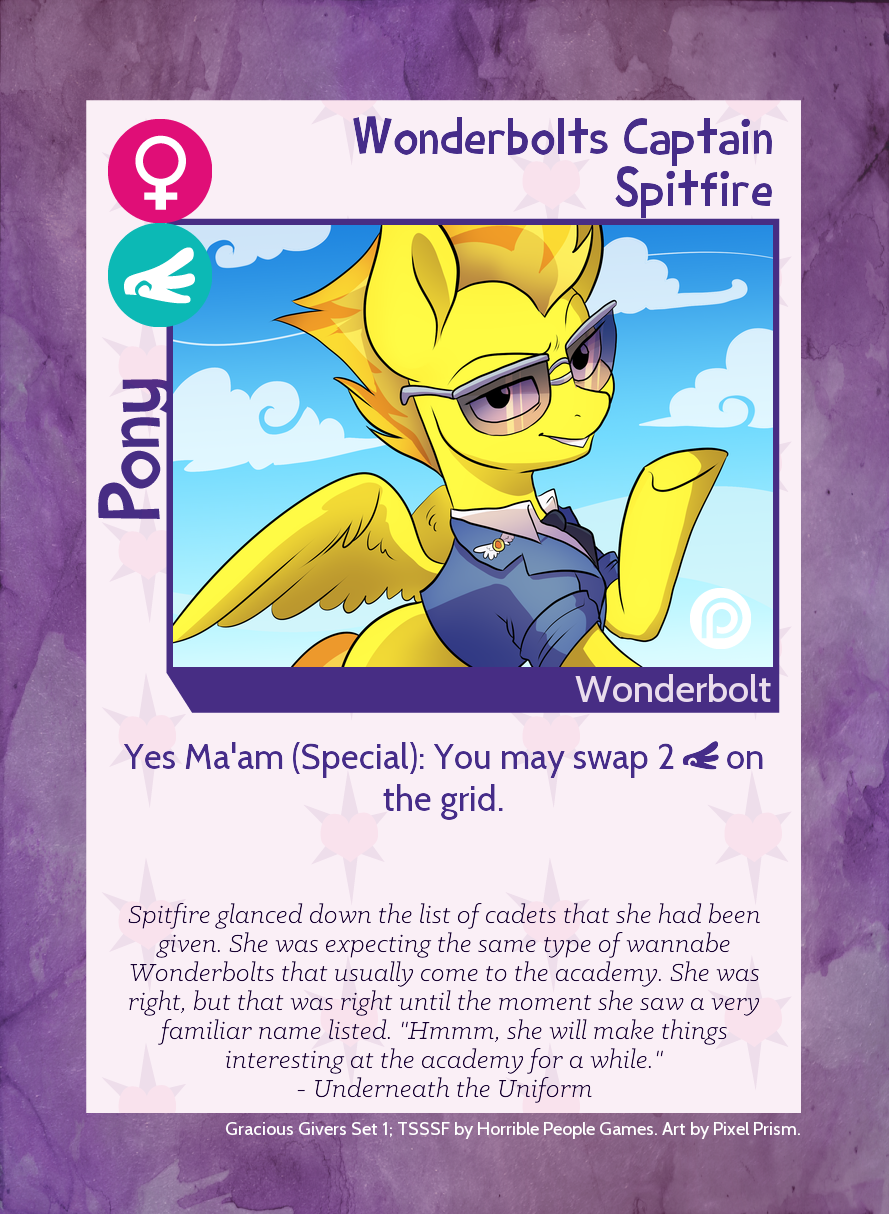 Wonderbolts Captain
Spitfire
Pony
Wonderbolt
Yes Ma'am (Special): You may swap 2 on
the grid.
Spitfire glanced down the list of cadets that she had been
given. She was expecting the same type of wannabe
Wonderbolts that usually come to the academy. She was
right, but that was right until the moment she saw a very
familiar name listed. "Hmmm, she will make things
interesting at the academy for a while."
- Underneath the Uniform
Gracious Givers Set 1; TSSSF by Horrible People Games. Art by Pixel Prism.